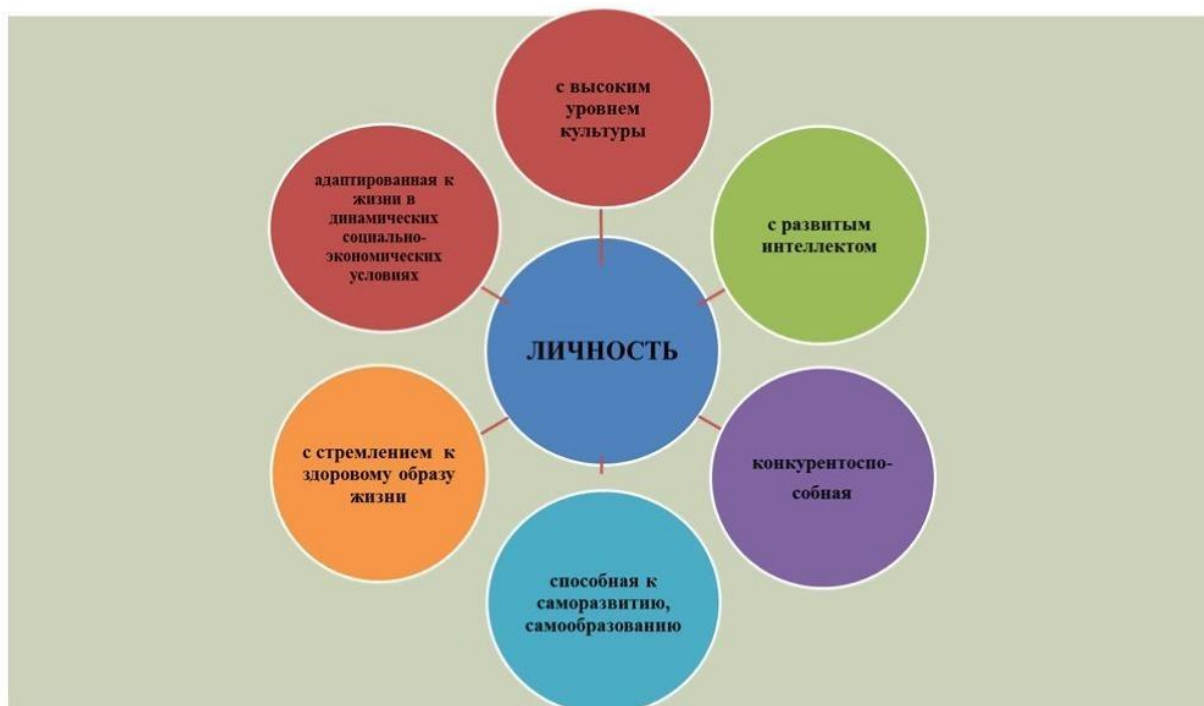 с высоким
уровнем
культуры
адаптированная к
жизни в
динамических
социально-
экономических
условиях
с развитым
интеллектом
ЛИЧНОСТЬ
с стремлением к
здоровому образу
жизни
конкурентоспо-
собная
способная к
саморазвитию,
самообразованию